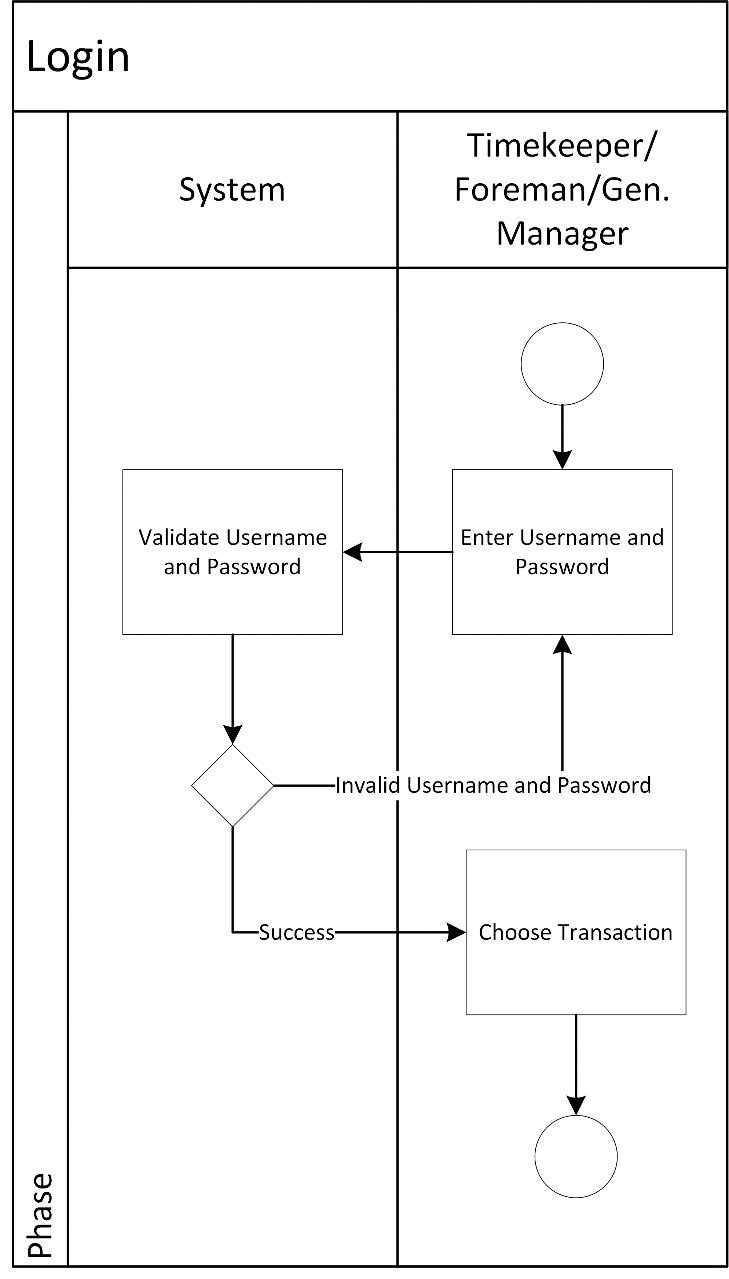 Login
System
Timekeeper/
Foreman/Gen.
Manager
Validate Username
and Password
Enter Username and
Password
Invalid Username and Password
Success
Choose Transaction
Phase